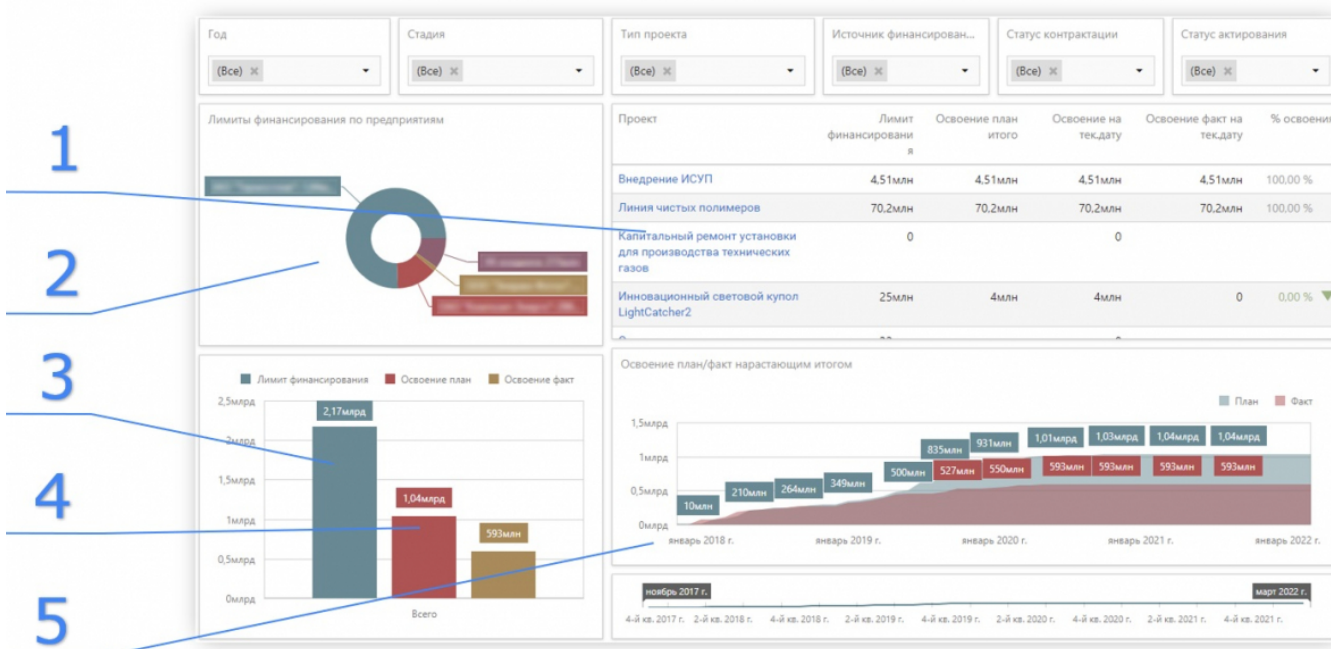 Год Стадия Тип проекта Источник финансирован... Статус контрактации Статус актирования
(Все) (Все) (Все) (Все) (Все) (Все)
1
2
3
4
5
Лимиты финансирования по предприятиям
Проект Лимит финансировани я Освоение план итого Освоение на тек.дату Освоение факт на тек.дату % освоени
Внедрение ИСУП 4,51млн 4,51млн 4,51млн 4,51млн 100,00 %
Линия чистых полимеров 70,2млн 70,2млн 70,2млн 70,2млн 100,00 %
Капитальный ремонт установки 0 0
для производства технических
газов
Инновационный световой купол 25млн 4млн 4млн 0 0,00 %
LightCatcher2
Лимит финансирования Освоение план Освоение факт
2,5млрд
2млрд
1,5млрд
1млрд
0,5млрд
0млрд
2,17млрд
1,04млрд
593млн
Всего
Освоение план/факт нарастающим итогом
План Факт
1,5млрд
1млрд
0,5млрд
0млрд
10млн 210млн 264млн 349млн 500млн 835млн 931млн 1,01млрд 1,03млрд 1,04млрд 1,04млрд
527млн 550млн 593млн 593млн 593млн 593млн
январь 2018 г. январь 2019 г. январь 2020 г. январь 2021 г. январь 2022 г.
ноябрь 2017 г. март 2022 г.
4-й кв. 2017 г. 2-й кв. 2018 г. 4-й кв. 2018 г. 2-й кв. 2019 г. 4-й кв. 2019 г. 2-й кв. 2020 г. 4-й кв. 2020 г. 2-й кв. 2021 г. 4-й кв. 2021 г.